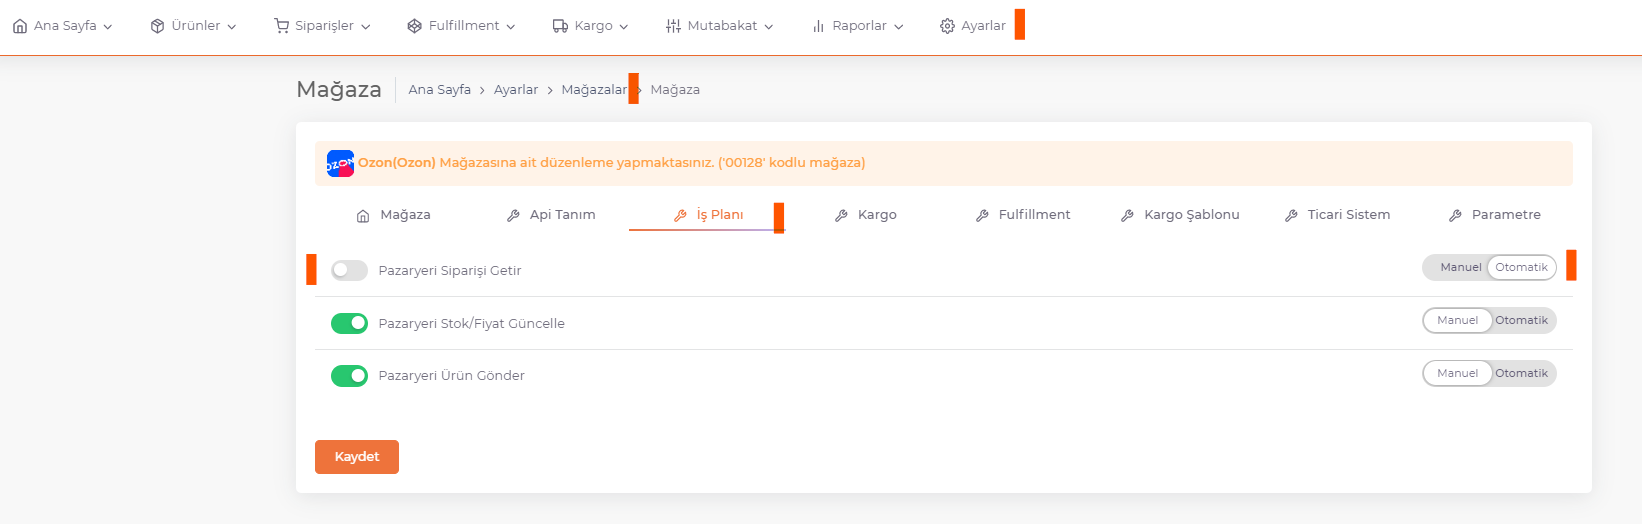 Ana Sayfa Ürünler Siparişler Fulfillment Kargo Mutabakat Raporlar Ayarlar
Mağaza Ana Sayfa > Ayarlar > Mağazalar > Mağaza
OZON Ozon(Ozon) Mağazasına ait düzenleme yapmaktasınız. ('00128' kodlu mağaza)
Mağaza Api Tanım İş Planı Kargo Fulfillment Kargo Şablonu Ticari Sistem Parametre
Pazaryeri Siparişi Getir Manuel Otomatik
Pazaryeri Stok/Fiyat Güncelle Manuel Otomatik
Pazaryeri Ürün Gönder Manuel Otomatik
Kaydet